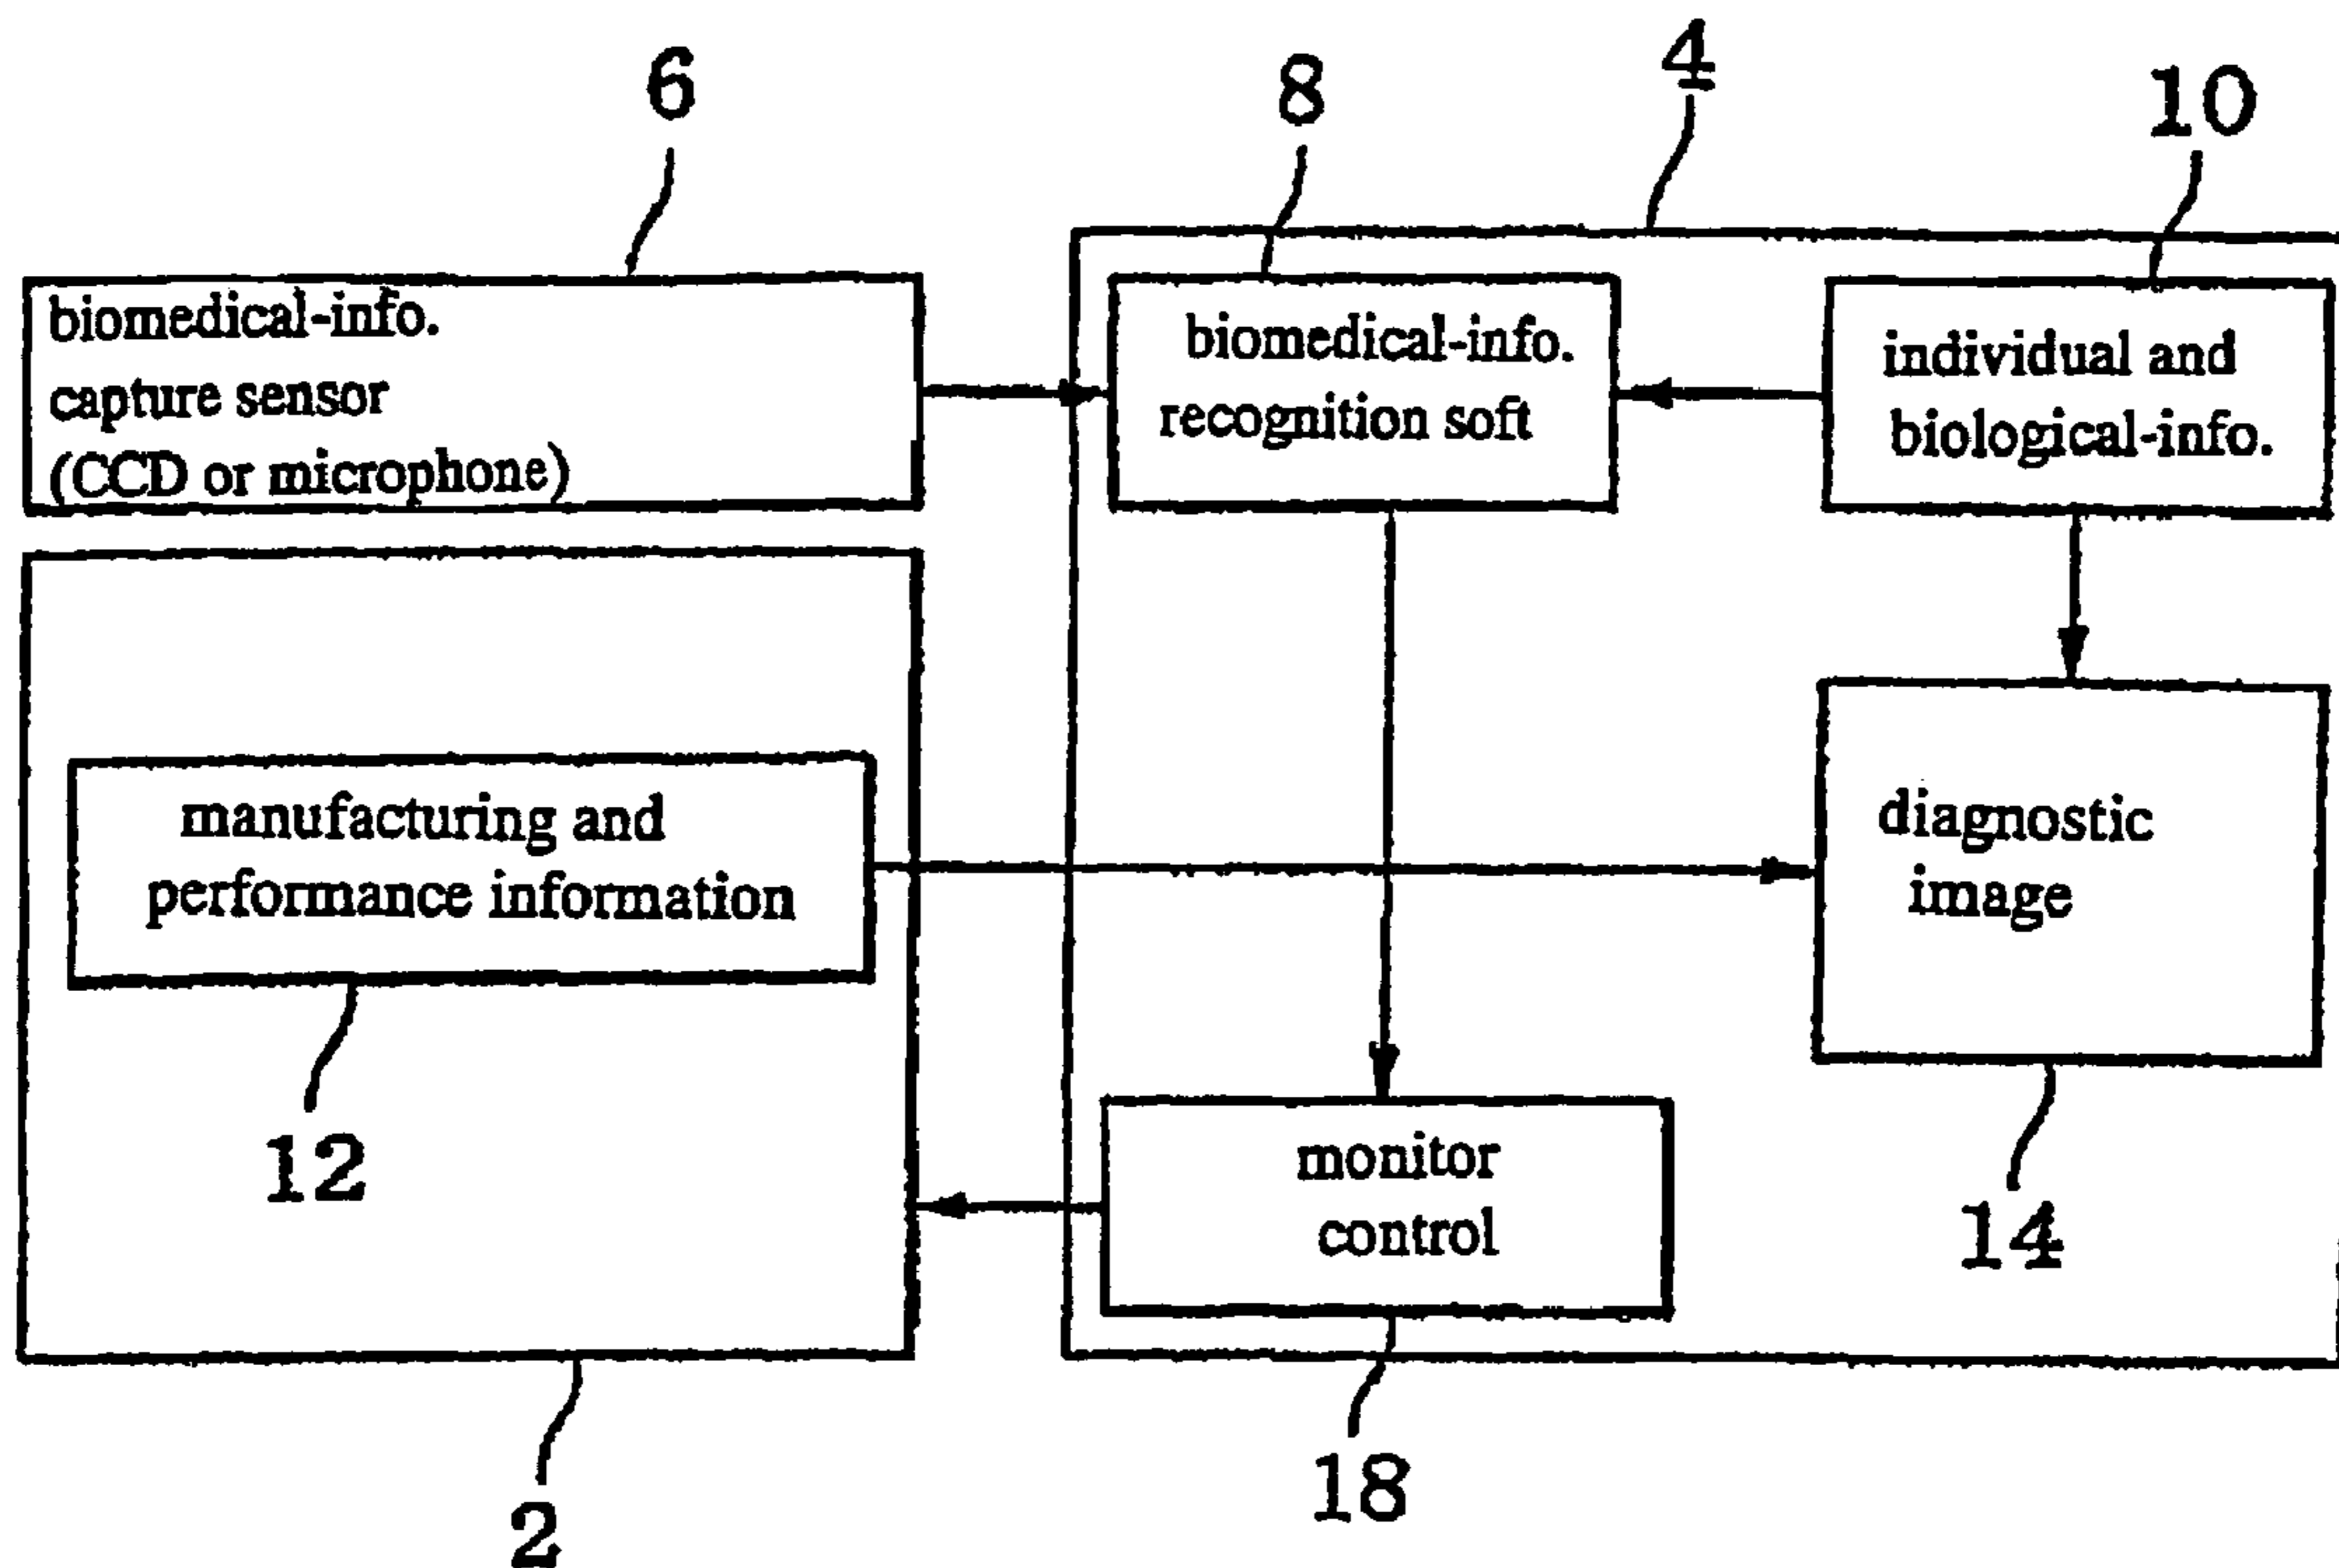 6
8
4
10
biomedical-info.
capture sensor
(CCD or microphone)
biomedical-info.
recognition soft
individual and
biological-info.
manufacturing and
performance information
diagnostic
image
12
monitor
control
14
2
18